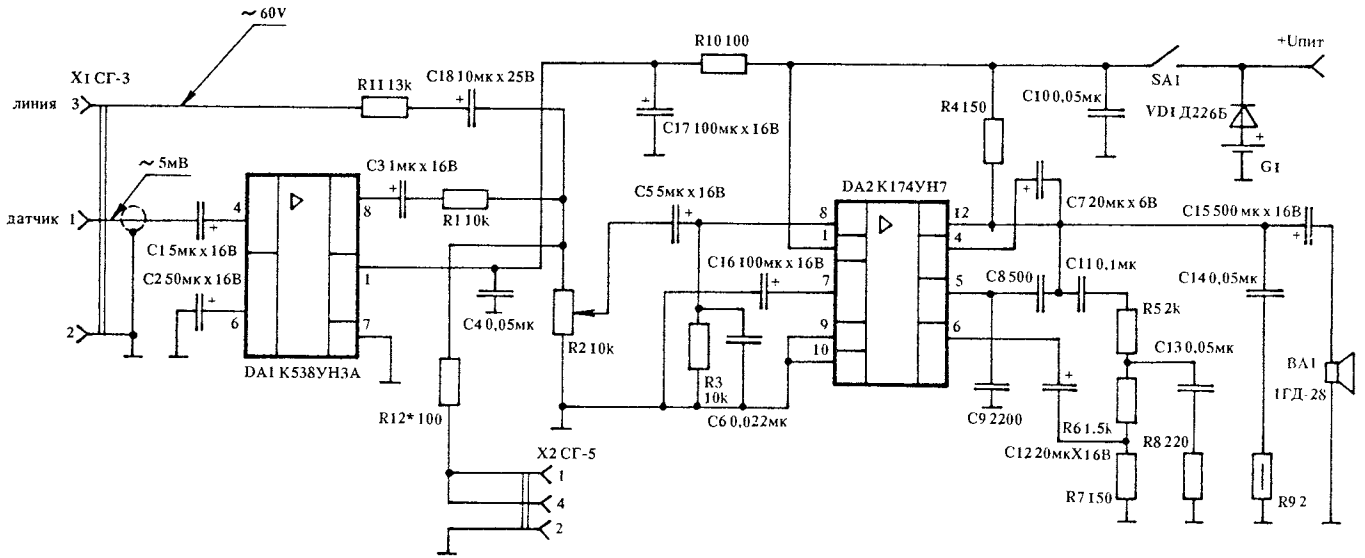 ~ 60V
X1 СГ-3
линия 3
R11 13k
C18 10мк x 25В
R10 100
+Uпит
SA1
C17 100мк x 16В
R4 150
C10 0,05мк
VD1 Д226Б
+
G1
~ 5мВ
датчик 1
C1 5мк x 16В
4
C3 1мк x 16В
8
R1 10k
C2 50мк x 16В
6
1
7
2
DA1 К538УН3А
C4 0,05мк
R2 10k
C5 5мк x 16В
C16 100мк x 16В
R3
10k
C6 0,022мк
R12* 100
X2 СГ-5
1
4
2
DA2 К174УН7
8
1
7
9
10
12
4
5
6
C7 20мк x 6В
C8 500
C11 0,1мк
C15 500мк x 16В
C14 0,05мк
R5 2k
C13 0,05мк
C9 2200
R6 1.5k
C12 20мкX16В
R7 150
R8 220
R9 2
BA1
1ГД-28